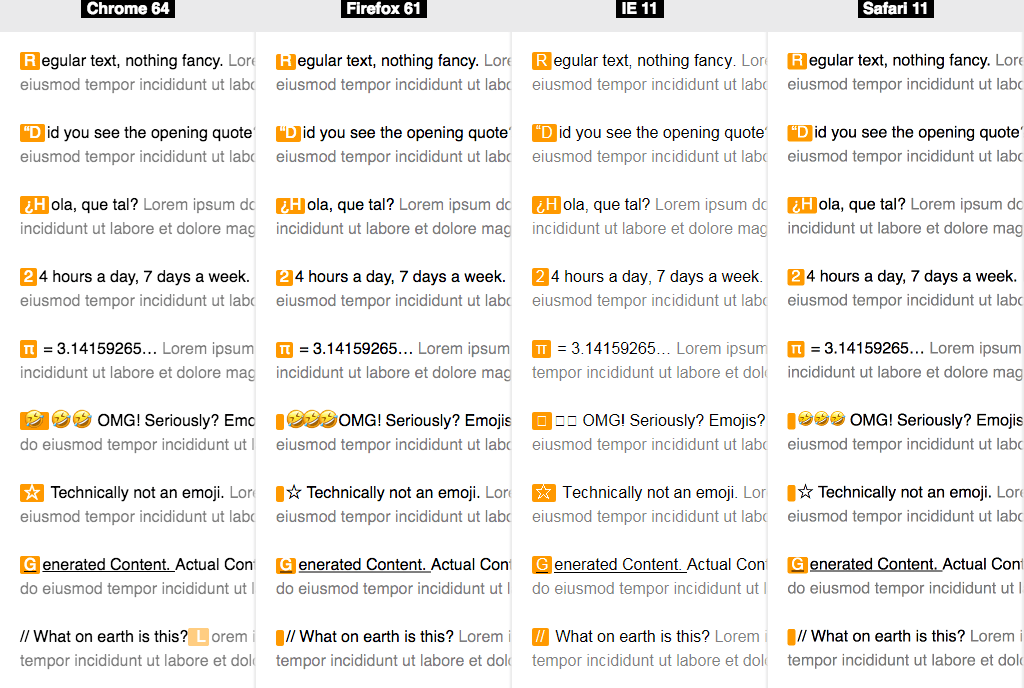 Chrome 64
Regular text, nothing fancy. Lore
eiusmod tempor incididunt ut labo
“Did you see the opening quote
eiusmod tempor incididunt ut labo
¿Hola, que tal? Lorem ipsum do
incididunt ut labore et dolore mag
24 hours a day, 7 days a week.
eiusmod tempor incididunt ut labo
π = 3.14159265… Lorem ipsum
incididunt ut labore et dolore mag
🤣🤣🤣 OMG! Seriously? Emo
do eiusmod tempor incididunt ut l
☆ Technically not an emoji. Lor
eiusmod tempor incididunt ut labo
Generated Content. Actual Con
do eiusmod tempor incididunt ut l
// What on earth is this? Lorem i
tempor incididunt ut labore et dol
Firefox 61
Regular text, nothing fancy. Lore
eiusmod tempor incididunt ut labo
“Did you see the opening quote
eiusmod tempor incididunt ut labo
¿Hola, que tal? Lorem ipsum do
incididunt ut labore et dolore mag
24 hours a day, 7 days a week.
eiusmod tempor incididunt ut labo
π = 3.14159265… Lorem ipsum
incididunt ut labore et dolore mag
🤣🤣🤣OMG! Seriously? Emojis
eiusmod tempor incididunt ut labo
☆ Technically not an emoji. Lor
eiusmod tempor incididunt ut labo
Generated Content. Actual Con
do eiusmod tempor incididunt ut l
// What on earth is this? Lorem i
tempor incididunt ut labore et dol
IE 11
Regular text, nothing fancy. Lor
eiusmod tempor incididunt ut labo
“Did you see the opening quote
eiusmod tempor incididunt ut labo
¿Hola, que tal? Lorem ipsum do
incididunt ut labore et dolore mag
24 hours a day, 7 days a week.
eiusmod tempor incididunt ut labo
π = 3.14159265… Lorem ipsum
tempor incididunt ut labore et dol
□□□ OMG! Seriously? Emojis?
eiusmod tempor incididunt ut labo
☆ Technically not an emoji. Lor
eiusmod tempor incididunt ut labo
Generated Content. Actual Cont
do eiusmod tempor incididunt ut l
// What on earth is this? Lorem i
tempor incididunt ut labore et dol
Safari 11
Regular text, nothing fancy. Lore
eiusmod tempor incididunt ut labo
“Did you see the opening quote
eiusmod tempor incididunt ut labo
¿Hola, que tal? Lorem ipsum do
incididunt ut labore et dolore mag
24 hours a day, 7 days a week.
eiusmod tempor incididunt ut labo
π = 3.14159265… Lorem ipsum
incididunt ut labore et dolore mag
🤣🤣🤣 OMG! Seriously? Emojis
eiusmod tempor incididunt ut labo
☆ Technically not an emoji. Lore
eiusmod tempor incididunt ut labo
Generated Content. Actual Cont
do eiusmod tempor incididunt ut l
// What on earth is this? Lorem i
tempor incididunt ut labore et dol